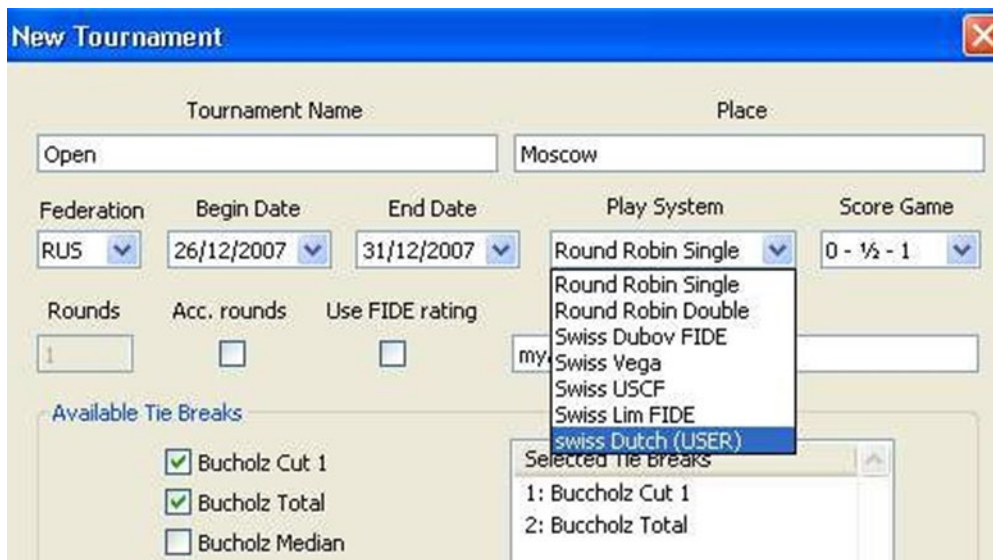 New Tournament
Tournament Name
Place
Open
Moscow
Federation
Begin Date
End Date
Play System
Score Game
RUS
26/12/2007
31/12/2007
Round Robin Single
0 - ½ - 1
Round Robin Single
Round Robin Double
Swiss Dubov FIDE
Swiss Vega
Swiss USCF
Swiss Lim FIDE
swiss Dutch (USER)
Rounds
Acc. rounds
Use FIDE rating
1
Available Tie Breaks
Bucholz Cut 1
Bucholz Total
Bucholz Median
Selected Tie Breaks
1: Buccholz Cut 1
2: Buccholz Total